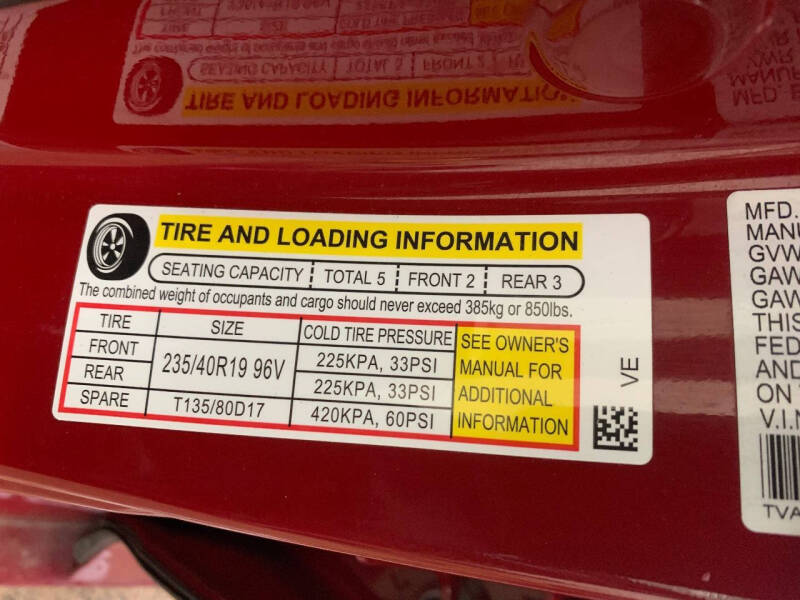 TIRE AND LOADING INFORMATION
SEATING CAPACITY TOTAL 5 FRONT 2 REAR 3
The combined weight of occupants and cargo should never exceed 385kg or 850lbs.
TIRE SIZE COLD TIRE PRESSURE
FRONT 235/40R19 96V 225KPA, 33PSI
REAR 225KPA, 33PSI
SPARE T135/80D17 420KPA, 60PSI
SEE OWNER'S
MANUAL FOR
ADDITIONAL
INFORMATION
VE
MFD.
MANU
GVW
GAW
GAW
THIS
FED
AND
ON
V.I.N
TVA